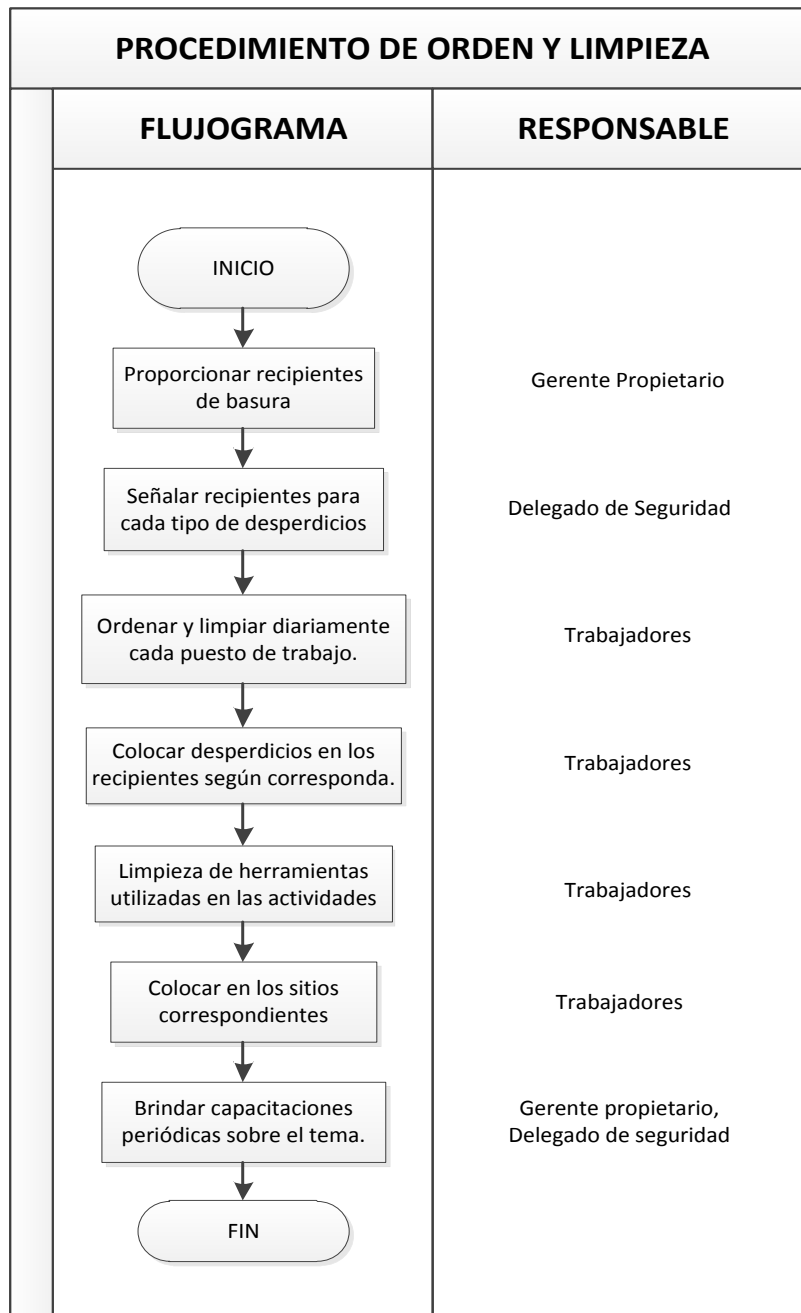 PROCEDIMIENTO DE ORDEN Y LIMPIEZA
FLUJOGRAMA
RESPONSABLE
INICIO
Proporcionar recipientes
de basura
Gerente Propietario
Señalar recipientes para
cada tipo de desperdicios
Delegado de Seguridad
Ordenar y limpiar diariamente
cada puesto de trabajo.
Trabajadores
Colocar desperdicios en los
recipientes según corresponda.
Trabajadores
Limpieza de herramientas
utilizadas en las actividades
Trabajadores
Colocar en los sitios
correspondientes
Trabajadores
Brindar capacitaciones
periódicas sobre el tema.
Gerente propietario,
Delegado de seguridad
FIN